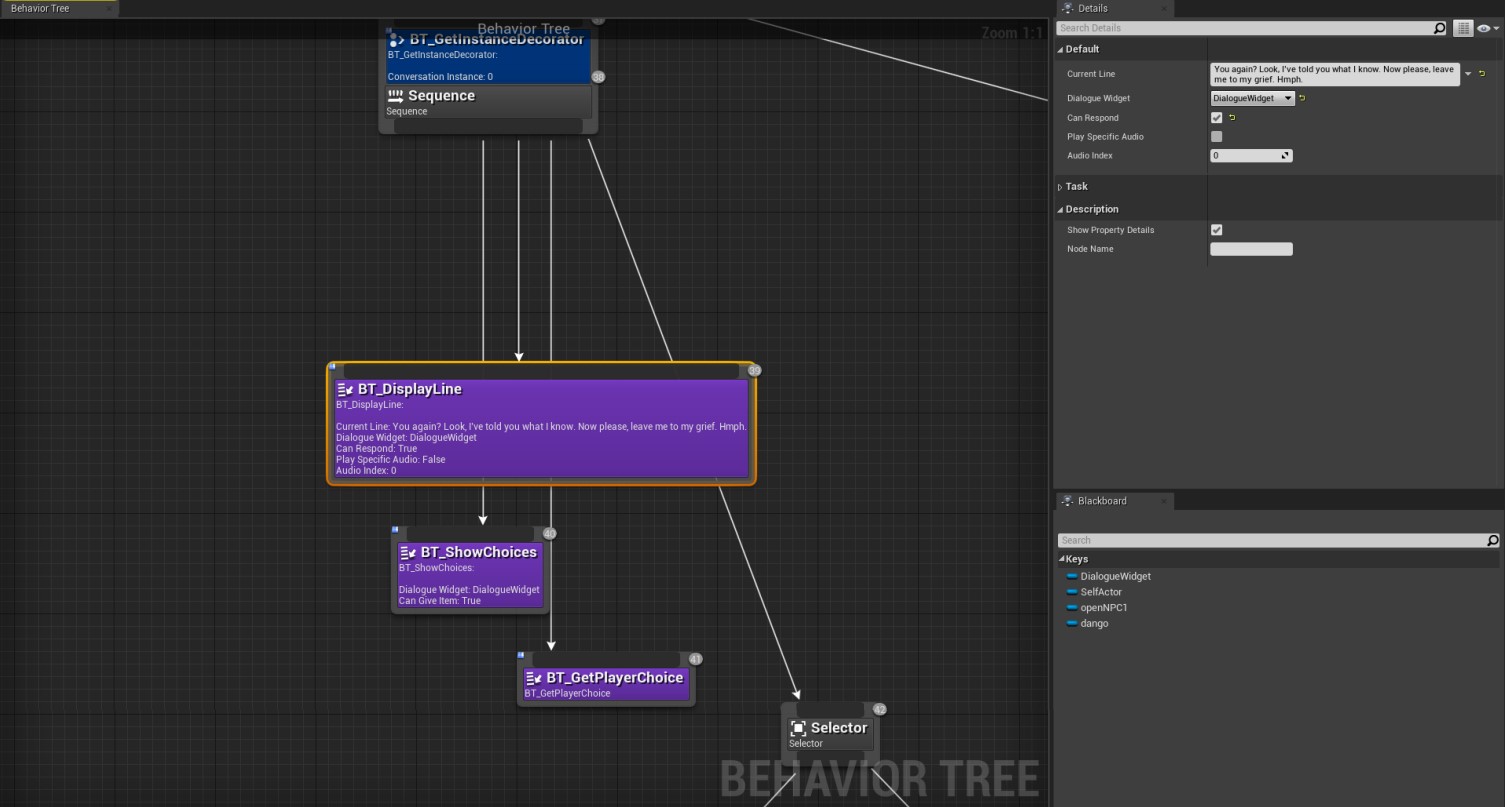 Behavior Tree
Behavior Tree
Zoom 1:1
37
BT_GetInstanceDecorator
BT_GetInstanceDecorator:
Conversation Instance: 0
38
Sequence
Sequence
39
BT_DisplayLine
BT_DisplayLine:
Current Line: You again? Look, I've told you what I know. Now please, leave me to my grief. Hmph.
Dialogue Widget: DialogueWidget
Can Respond: True
Play Specific Audio: False
Audio Index: 0
40
BT_ShowChoices
BT_ShowChoices:
Dialogue Widget: DialogueWidget
Can Give Item: True
41
BT_GetPlayerChoice
BT_GetPlayerChoice
42
Selector
Selector
BEHAVIOR TREE
Details
Search Details
Default
Current Line
You again? Look, I've told you what I know. Now please, leave
me to my grief. Hmph.
Dialogue Widget
DialogueWidget
Can Respond
Play Specific Audio
Audio Index
0
Task
Description
Show Property Details
Node Name
Blackboard
Search
Keys
DialogueWidget
SelfActor
openNPC1
dango